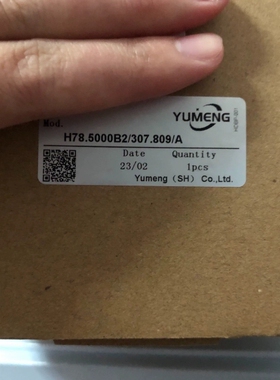 YUMENG
Mod.
H78.5000B2/307.809/A
Date Quantity
23/02 1pcs
Yumeng (SH) Co.,Ltd.